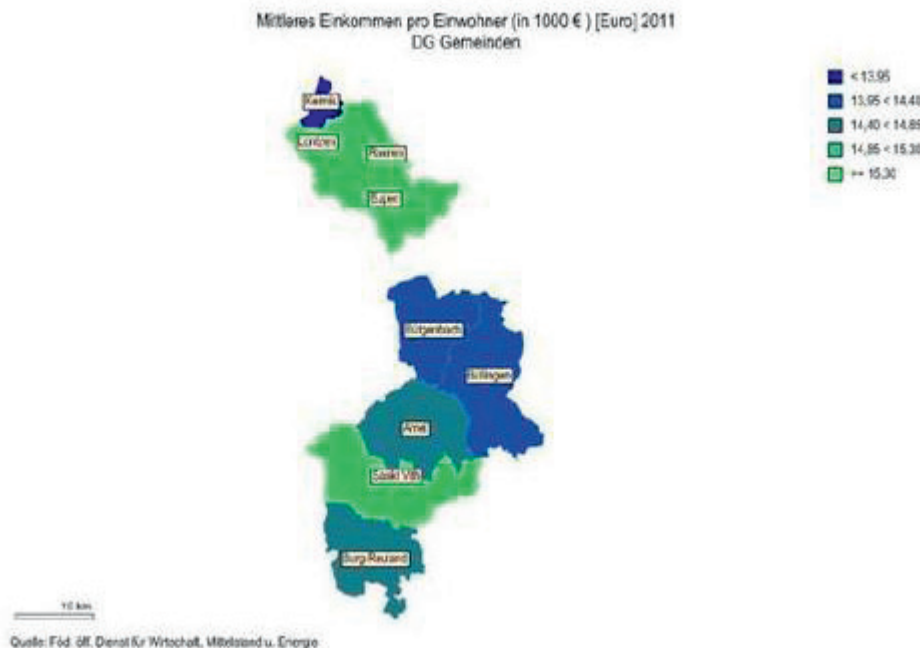 Mittleres Einkommen pro Einwohner (in 1000 € ) [Euro] 2011
DG Gemeinden
< 13,95
13,95 < 14,40
14,40 < 14,85
14,85 < 15,30
>= 15,30
Kelmis
Lontzen
Raeren
Eupen
Bütgenbach
Büllingen
Amel
Sankt Vith
Burg-Reuland
10 km
Quelle: Föd. öff. Dienst für Wirtschaft, Mittelstand u. Energie